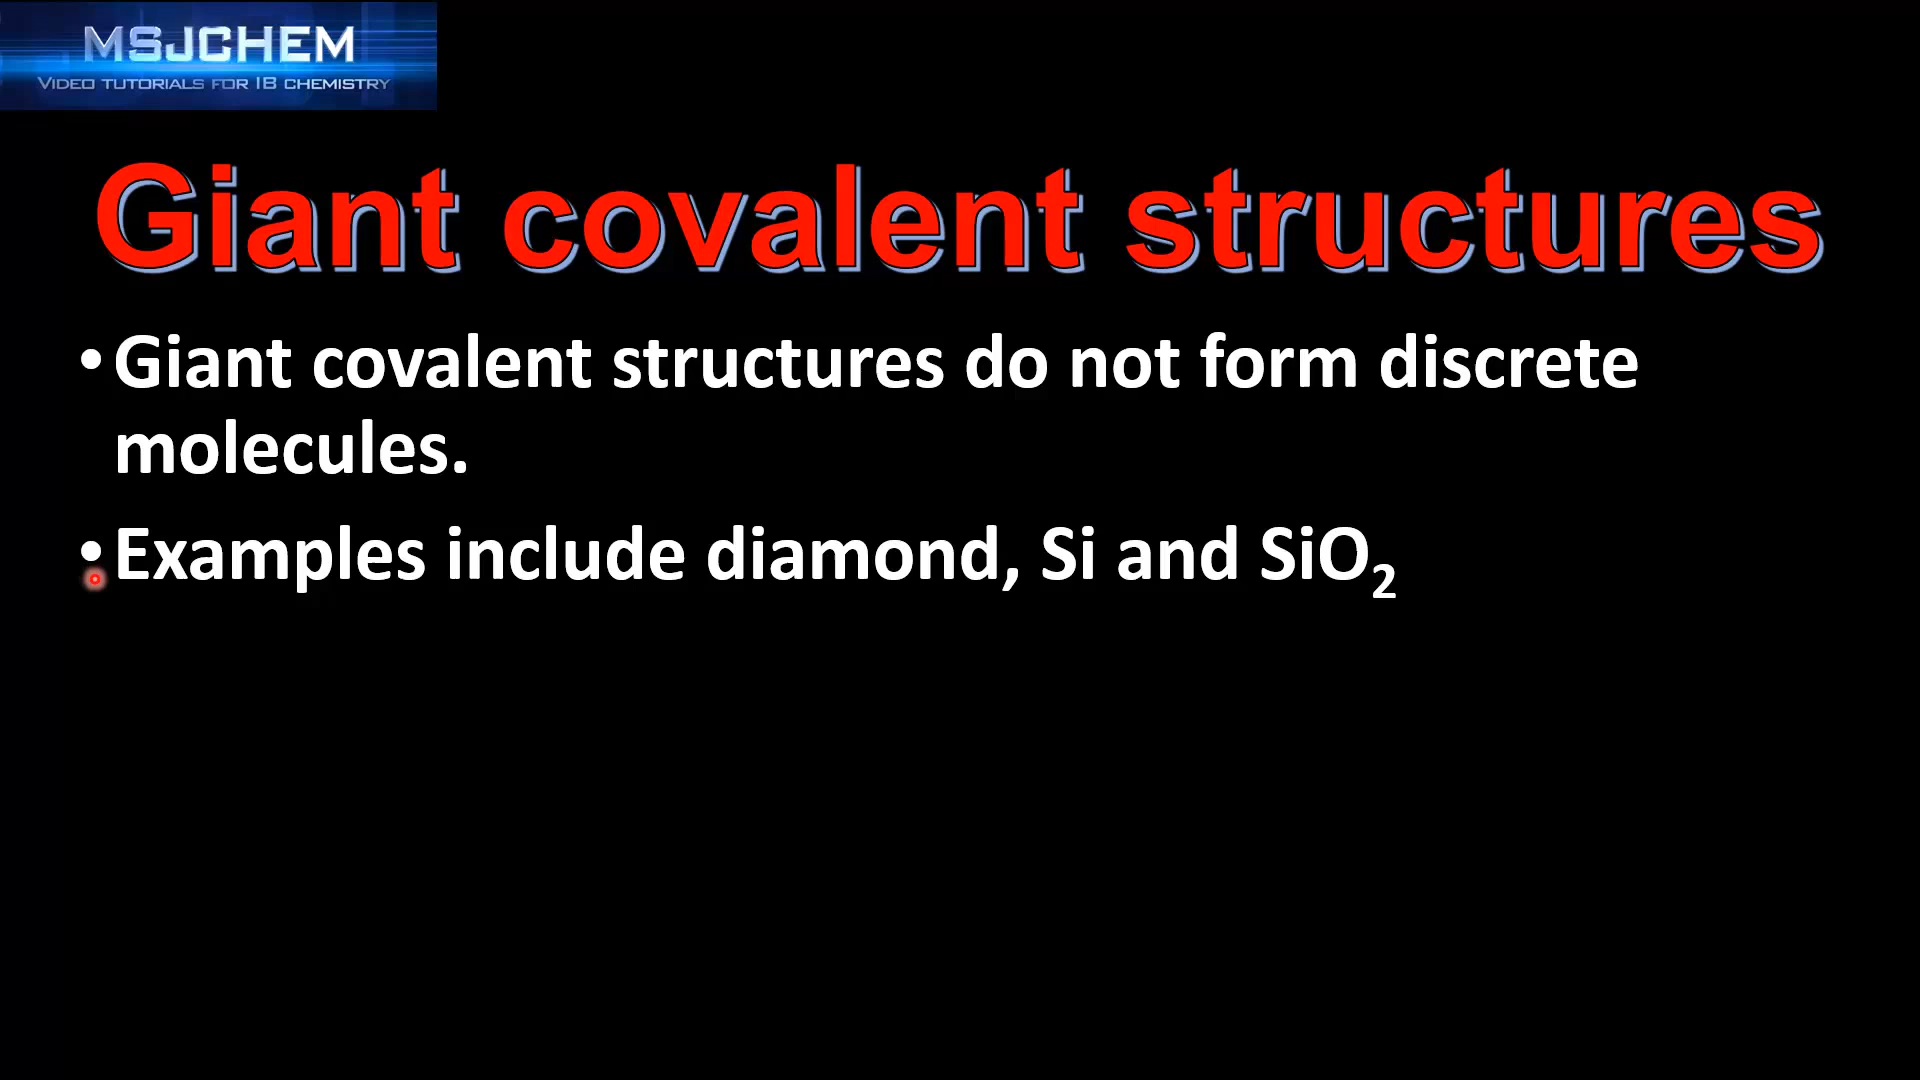 MSJCHEM
VIDEO TUTORIALS FOR IB CHEMISTRY
Giant covalent structures
•Giant covalent structures do not form discrete
molecules.
•Examples include diamond, Si and SiO₂